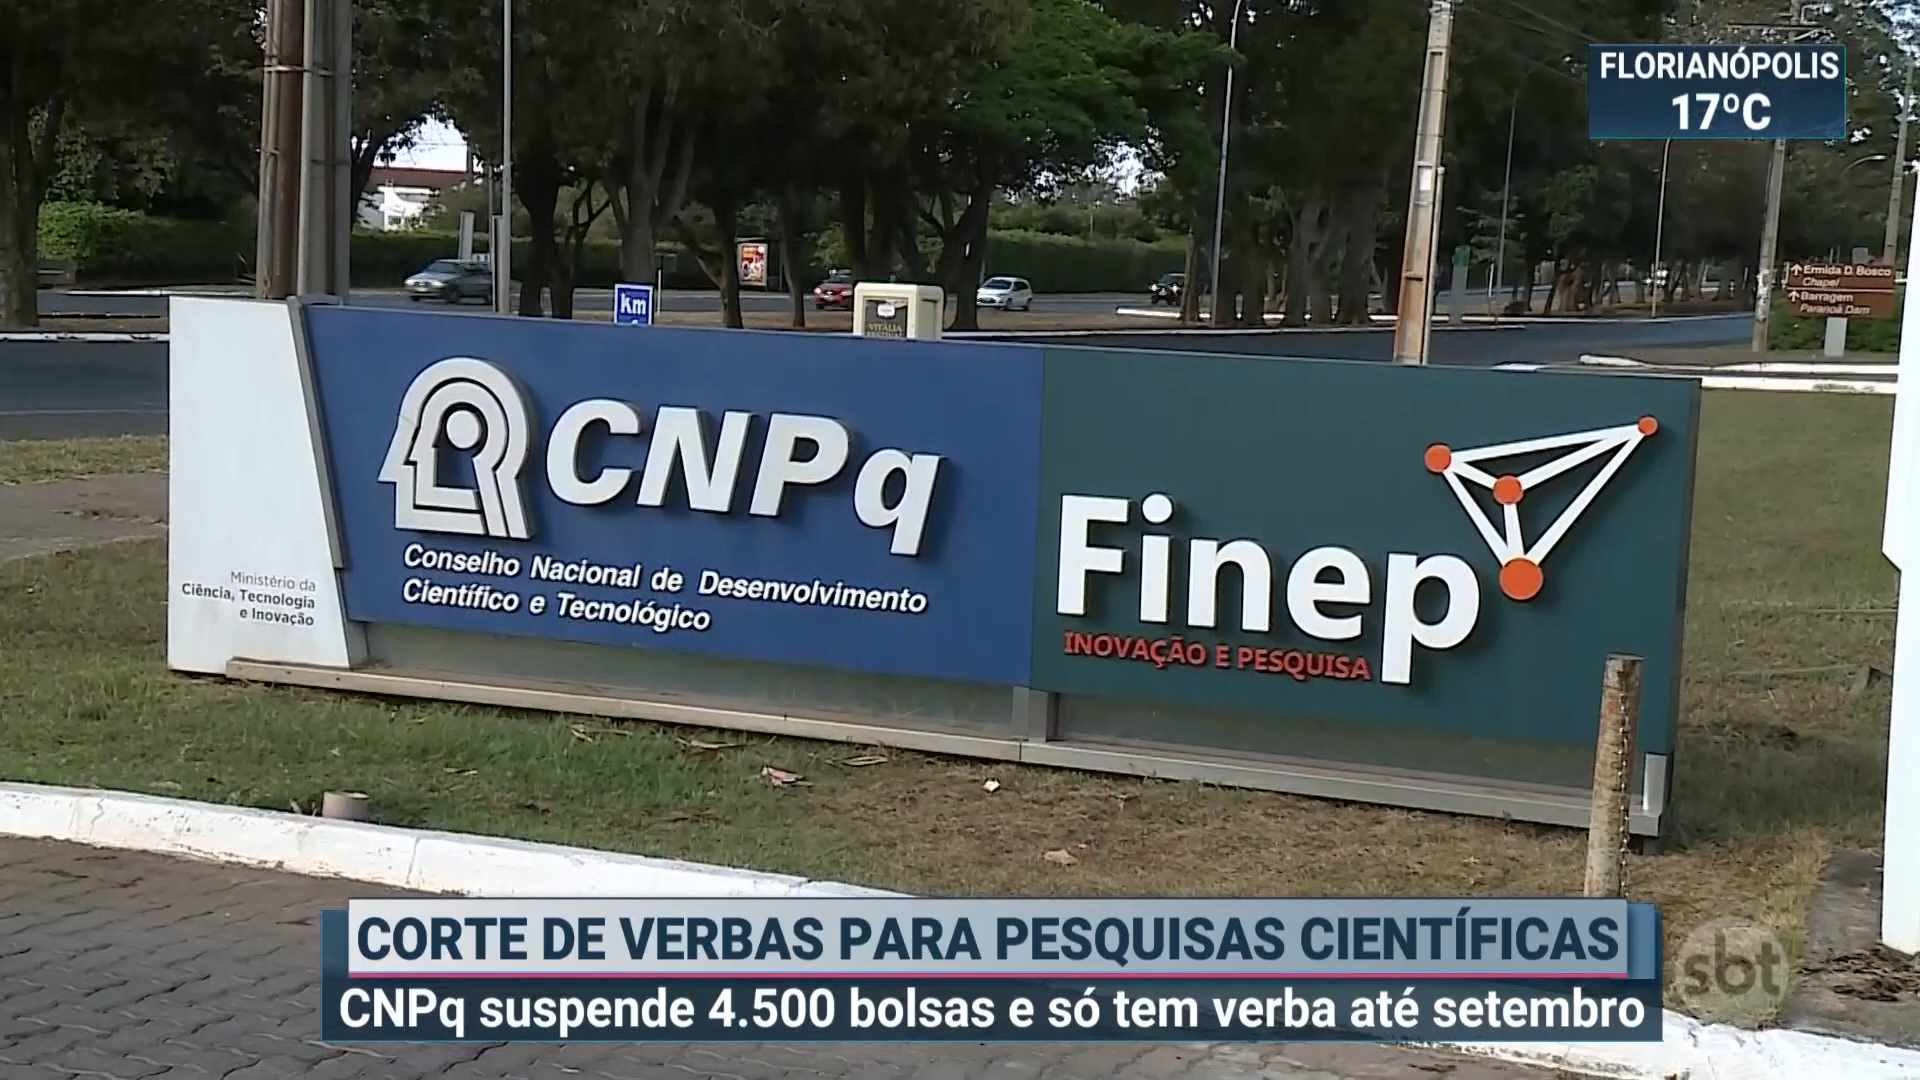 FLORIANÓPOLIS
17ºC
Ermida D Bosco
Chapel
Barragem
Paranoá Dam
km
CNPq
Conselho Nacional de Desenvolvimento
Científico e Tecnológico
Ministério da
Ciência, Tecnologia
e Inovação
Finep
INOVAÇÃO E PESQUISA
CORTE DE VERBAS PARA PESQUISAS CIENTÍFICAS
CNPq suspende 4.500 bolsas e só tem verba até setembro
sbt